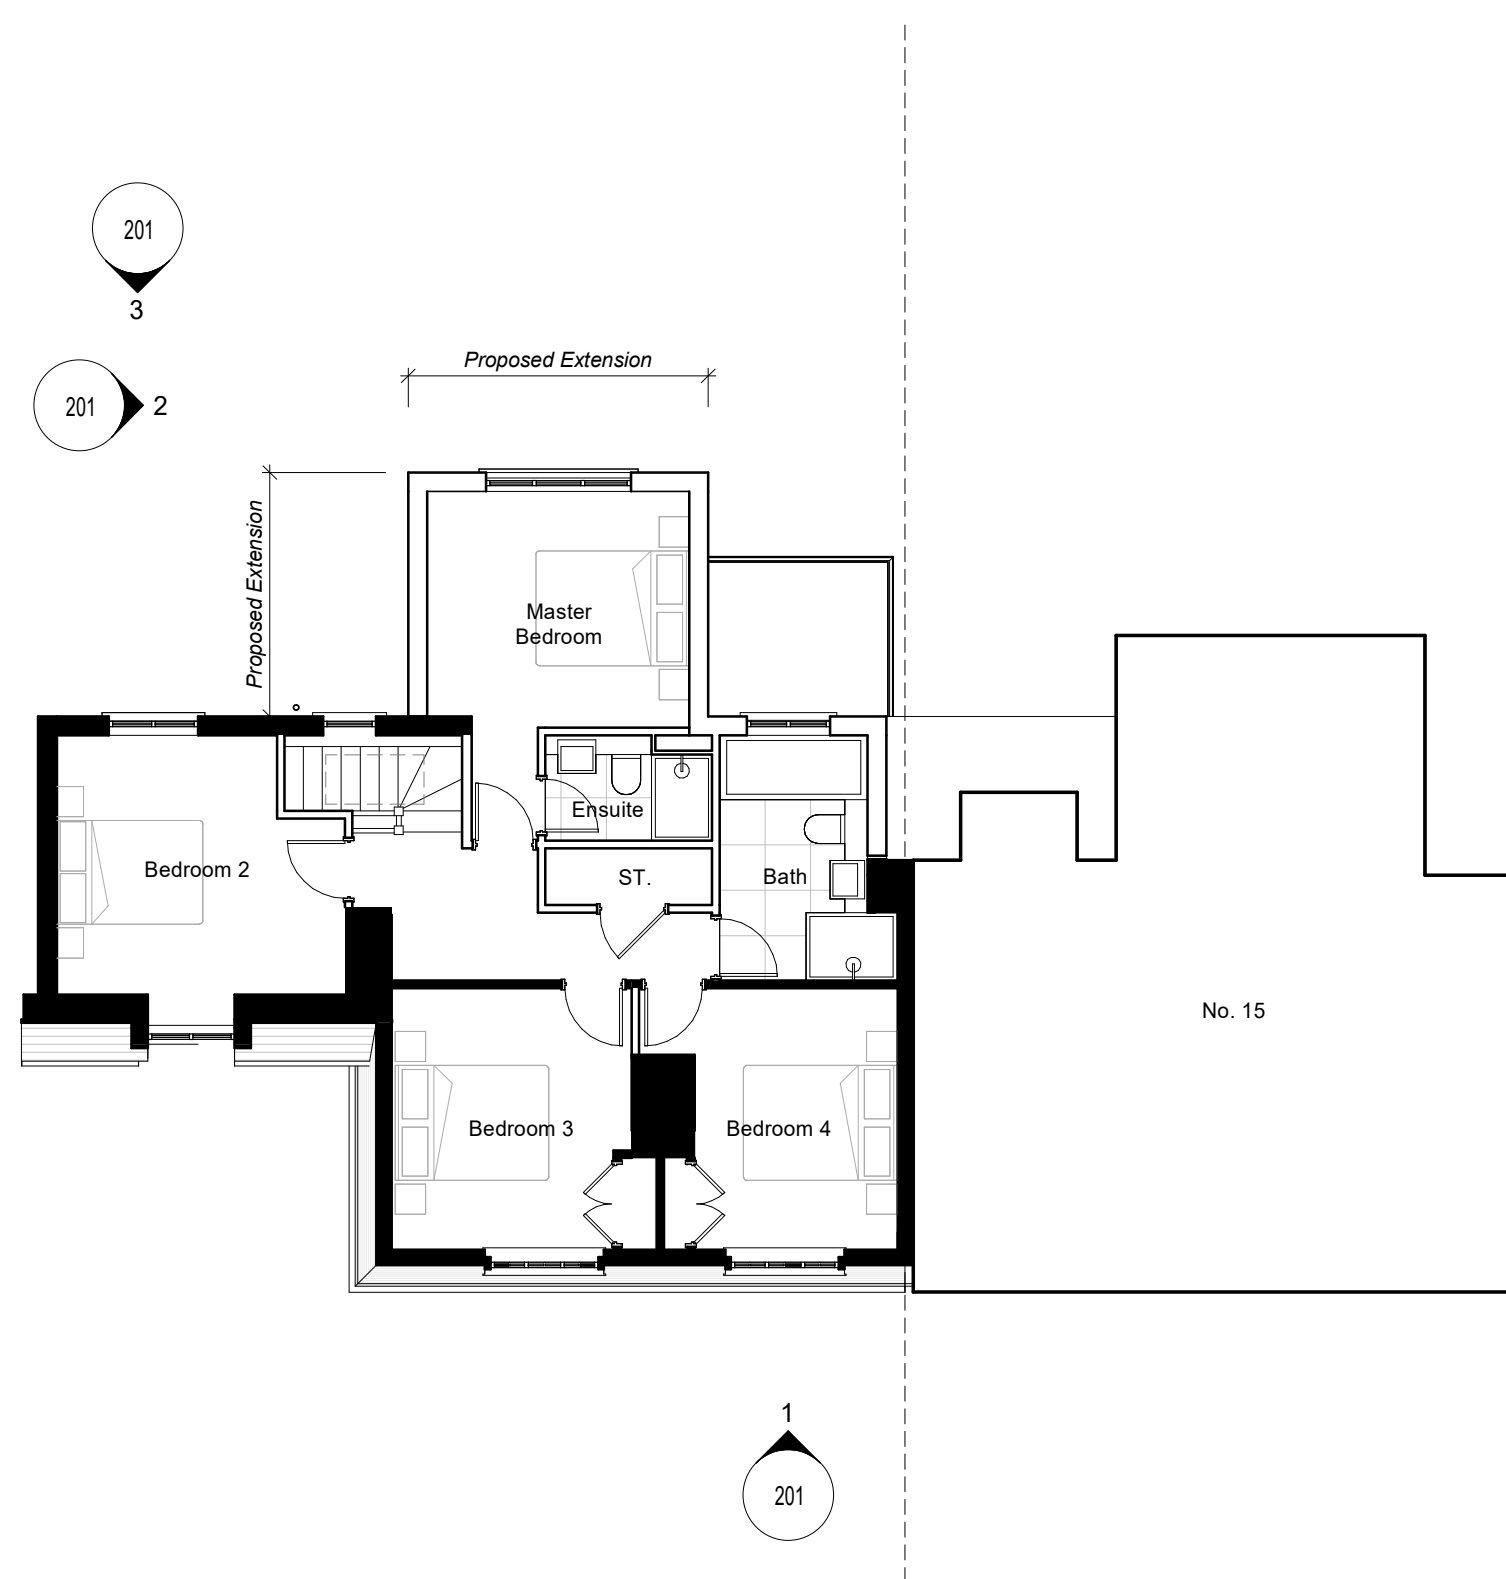 201
3
Proposed Extension
201
2
Proposed Extension
Master
Bedroom
Ensuite
Bedroom 2
ST.
Bath
No. 15
Bedroom 3
Bedroom 4
1
201